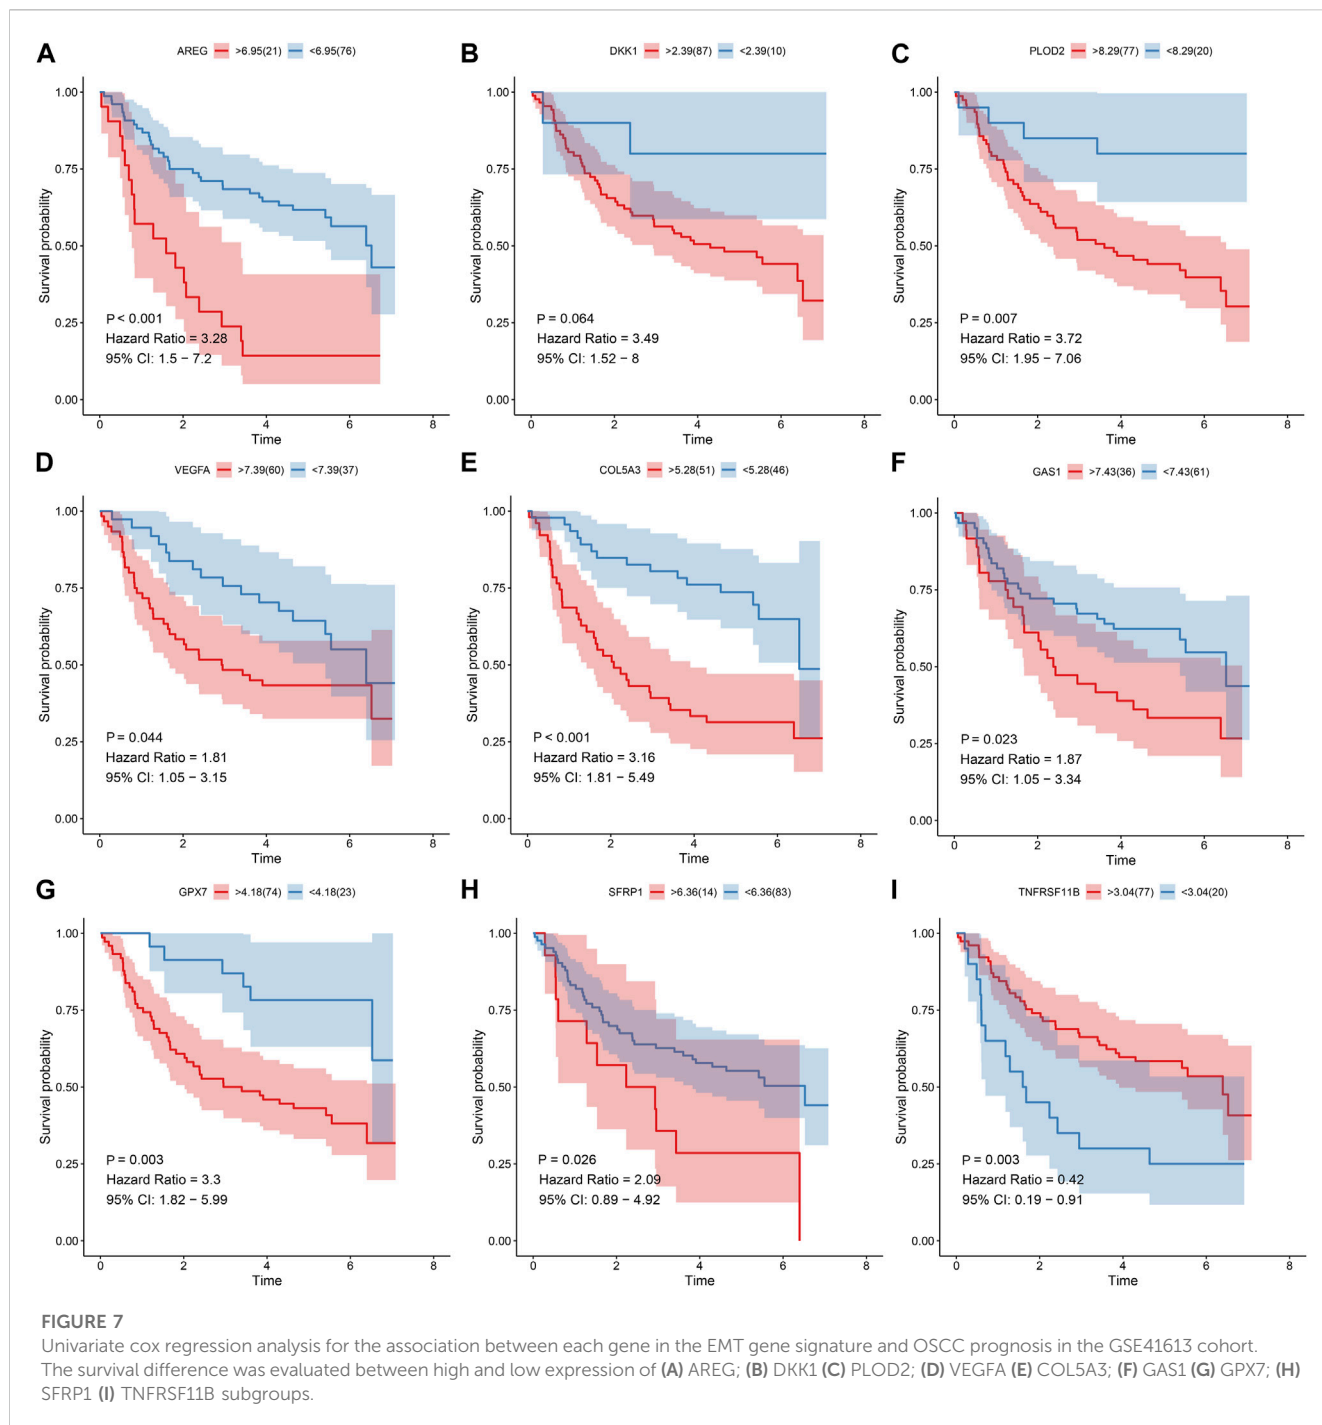 A
AREG >6.95(21) <6.95(76)
1.00
0.75
0.50
0.25
0.00
Survival probability
P < 0.001
Hazard Ratio = 3.28
95% CI: 1.5 − 7.2
0 2 4 6 8
Time
B
DKK1 >2.39(87) <2.39(10)
1.00
0.75
0.50
0.25
0.00
Survival probability
P = 0.064
Hazard Ratio = 3.49
95% CI: 1.52 − 8
0 2 4 6 8
Time
C
PLOD2 >8.29(77) <8.29(20)
1.00
0.75
0.50
0.25
0.00
Survival probability
P = 0.007
Hazard Ratio = 3.72
95% CI: 1.95 − 7.06
0 2 4 6 8
Time
D
VEGFA >7.39(60) <7.39(37)
1.00
0.75
0.50
0.25
0.00
Survival probability
P = 0.044
Hazard Ratio = 1.81
95% CI: 1.05 − 3.15
0 2 4 6 8
Time
E
COL5A3 >5.28(51) <5.28(46)
1.00
0.75
0.50
0.25
0.00
Survival probability
P < 0.001
Hazard Ratio = 3.16
95% CI: 1.81 − 5.49
0 2 4 6 8
Time
F
GAS1 >7.43(36) <7.43(61)
1.00
0.75
0.50
0.25
0.00
Survival probability
P = 0.023
Hazard Ratio = 1.87
95% CI: 1.05 − 3.34
0 2 4 6 8
Time
G
GPX7 >4.18(74) <4.18(23)
1.00
0.75
0.50
0.25
0.00
Survival probability
P = 0.003
Hazard Ratio = 3.3
95% CI: 1.82 − 5.99
0 2 4 6 8
Time
H
SFRP1 >6.36(14) <6.36(83)
1.00
0.75
0.50
0.25
0.00
Survival probability
P = 0.026
Hazard Ratio = 2.09
95% CI: 0.89 − 4.92
0 2 4 6 8
Time
I
TNFRSF11B >3.04(77) <3.04(20)
1.00
0.75
0.50
0.25
0.00
Survival probability
P = 0.003
Hazard Ratio = 0.42
95% CI: 0.19 − 0.91
0 2 4 6 8
Time
FIGURE 7
Univariate cox regression analysis for the association between each gene in the EMT gene signature and OSCC prognosis in the GSE41613 cohort.
The survival difference was evaluated between high and low expression of (A) AREG; (B) DKK1 (C) PLOD2; (D) VEGFA (E) COL5A3; (F) GAS1 (G) GPX7; (H)
SFRP1 (I) TNFRSF11B subgroups.